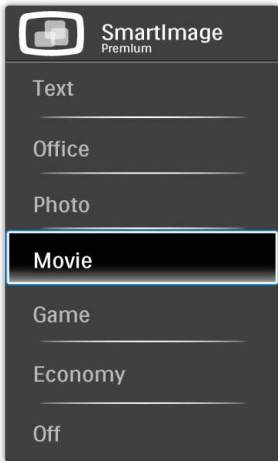 SmartImage
Premium
Text
Office
Photo
Movie
Game
Economy
Off